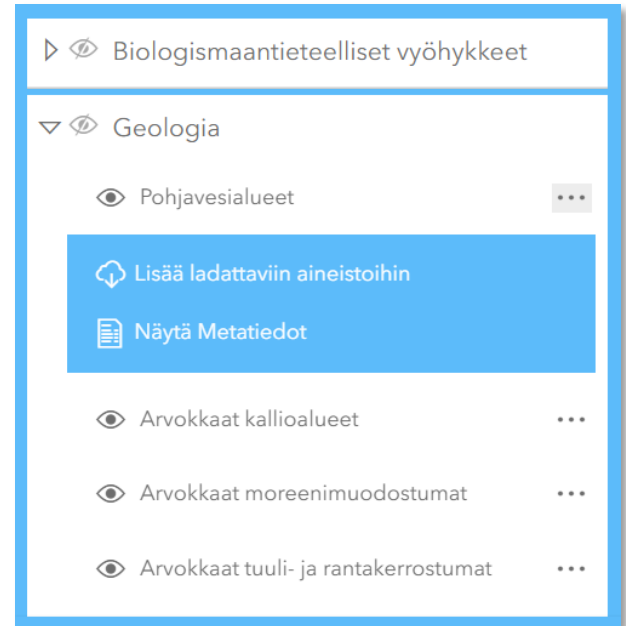 Biologismaantieteelliset vyöhykkeet
Geologia
Pohjavesialueet
Lisää ladattaviin aineistoihin
Näytä Metatiedot
Arvokkaat kallioalueet
Arvokkaat moreenimuodostumat
Arvokkaat tuuli- ja rantakerrostumat